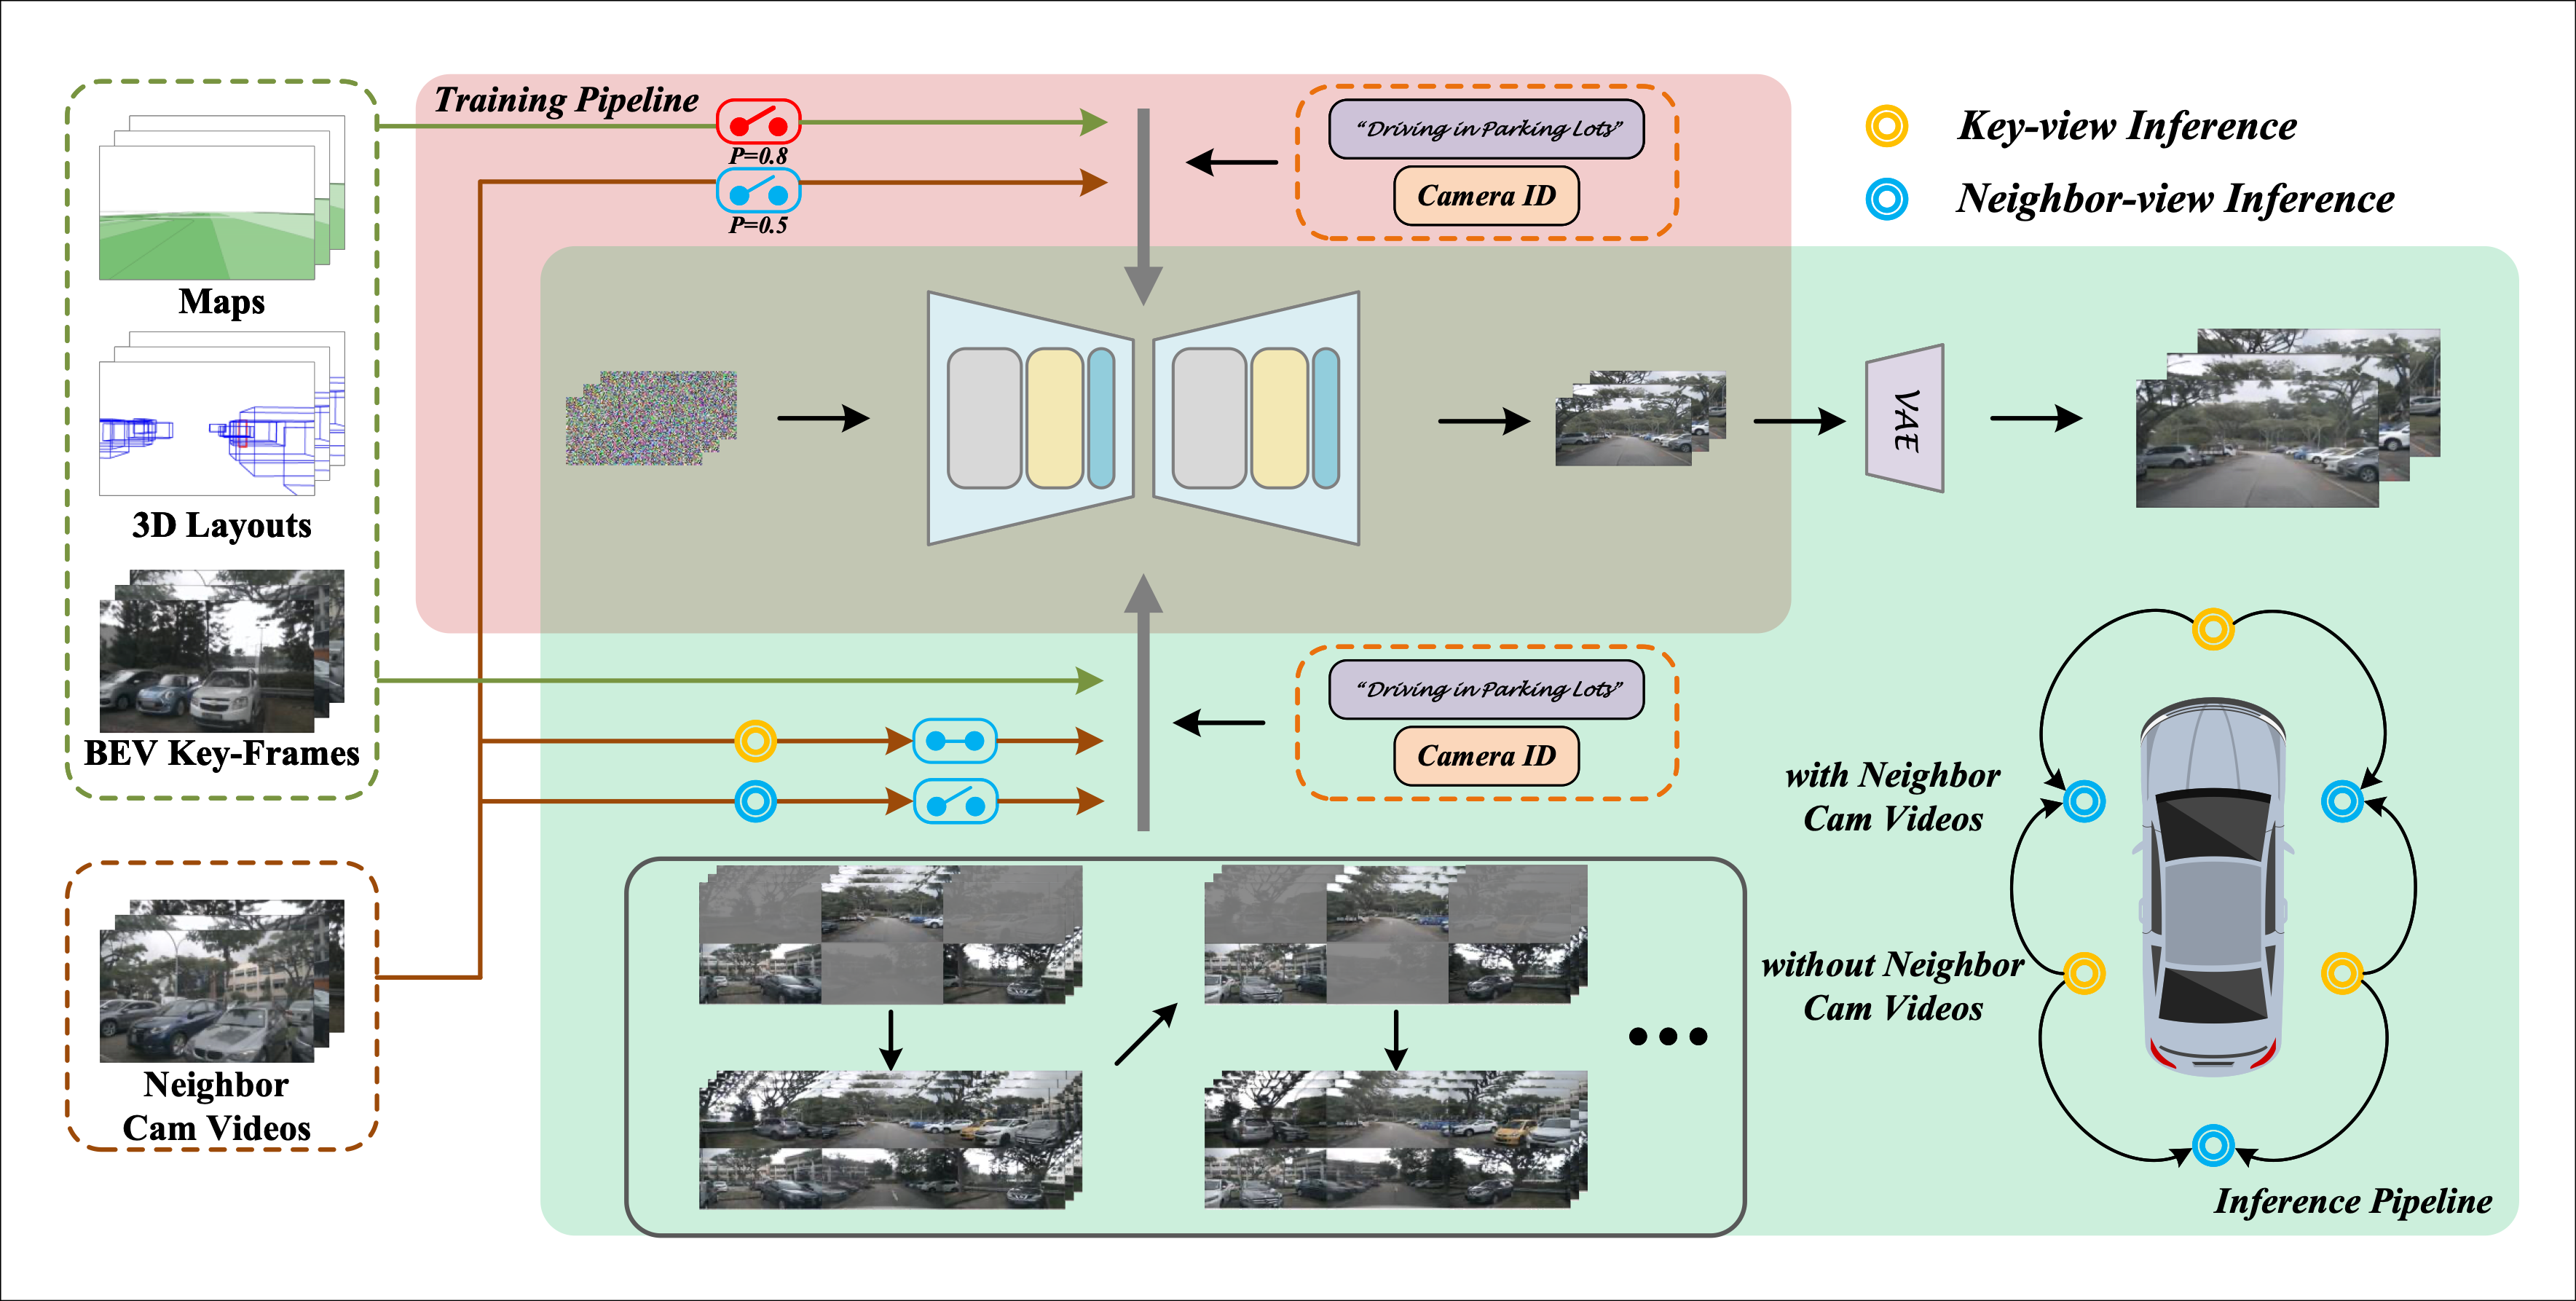 Training Pipeline
P=0.8
P=0.5
“Driving in Parking Lots”
Camera ID
Key-view Inference
Neighbor-view Inference
Maps
3D Layouts
BEV Key-Frames
Neighbor
Cam Videos
VAE
“Driving in Parking Lots”
Camera ID
with Neighbor
Cam Videos
without Neighbor
Cam Videos
Inference Pipeline